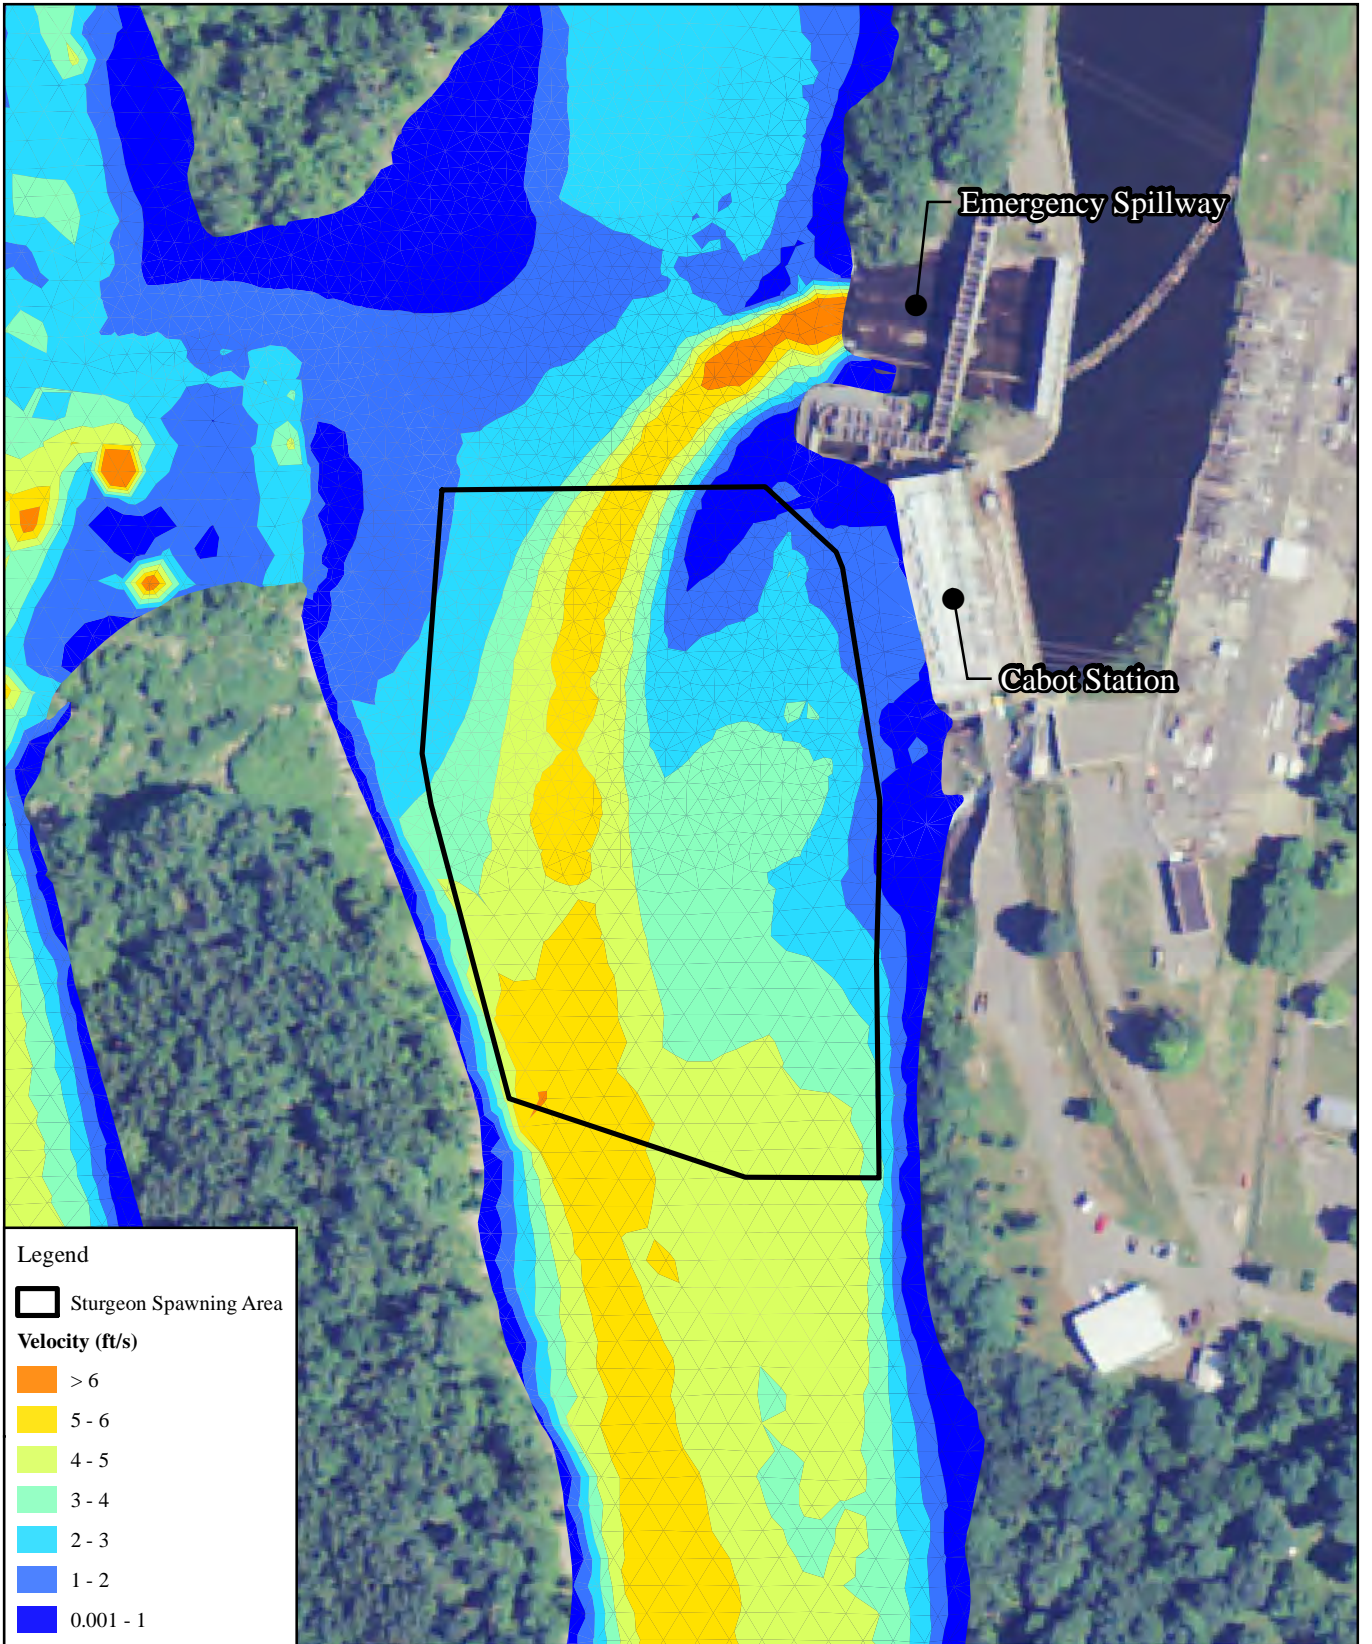 Emergency Spillway
Cabot Station
Legend
Sturgeon Spawning Area
Velocity (ft/s)
> 6
5 - 6
4 - 5
3 - 4
2 - 3
1 - 2
0.001 - 1